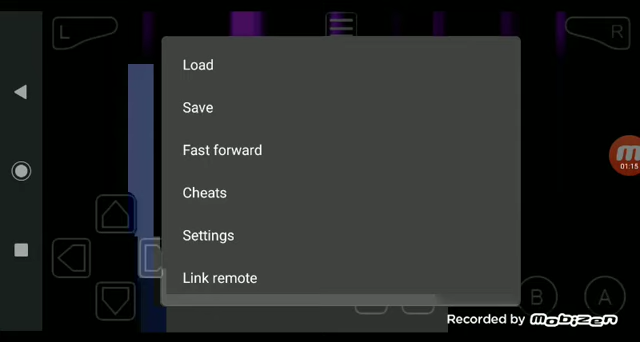 L
R
Load
Save
Fast forward
Cheats
Settings
Link remote
01:15
B
A
Recorded by Mobizen